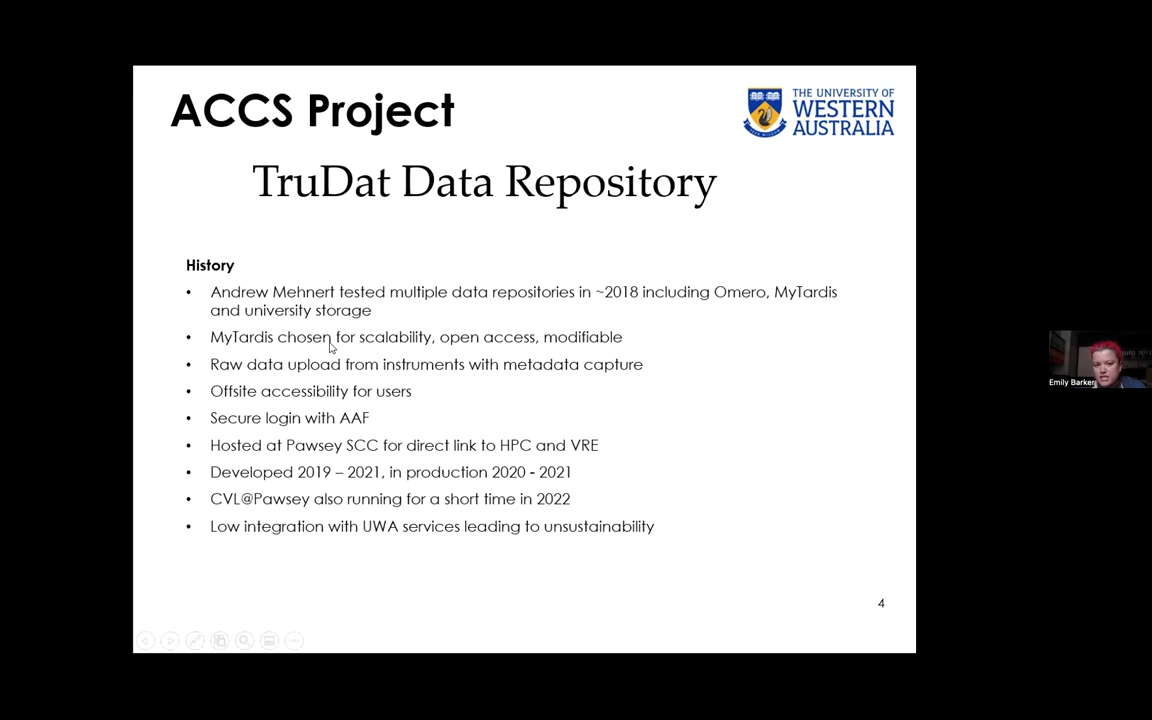 ACCS Project
THE UNIVERSITY OF
WESTERN
AUSTRALIA
TruDat Data Repository
History
• Andrew Mehnert tested multiple data repositories in ~2018 including Omero, MyTardis
and university storage
• MyTardis chosen for scalability, open access, modifiable
• Raw data upload from instruments with metadata capture
• Offsite accessibility for users
• Secure login with AAF
• Hosted at Pawsey SCC for direct link to HPC and VRE
• Developed 2019 – 2021, in production 2020 - 2021
• CVL@Pawsey also running for a short time in 2022
• Low integration with UWA services leading to unsustainability
4
Emily Barker